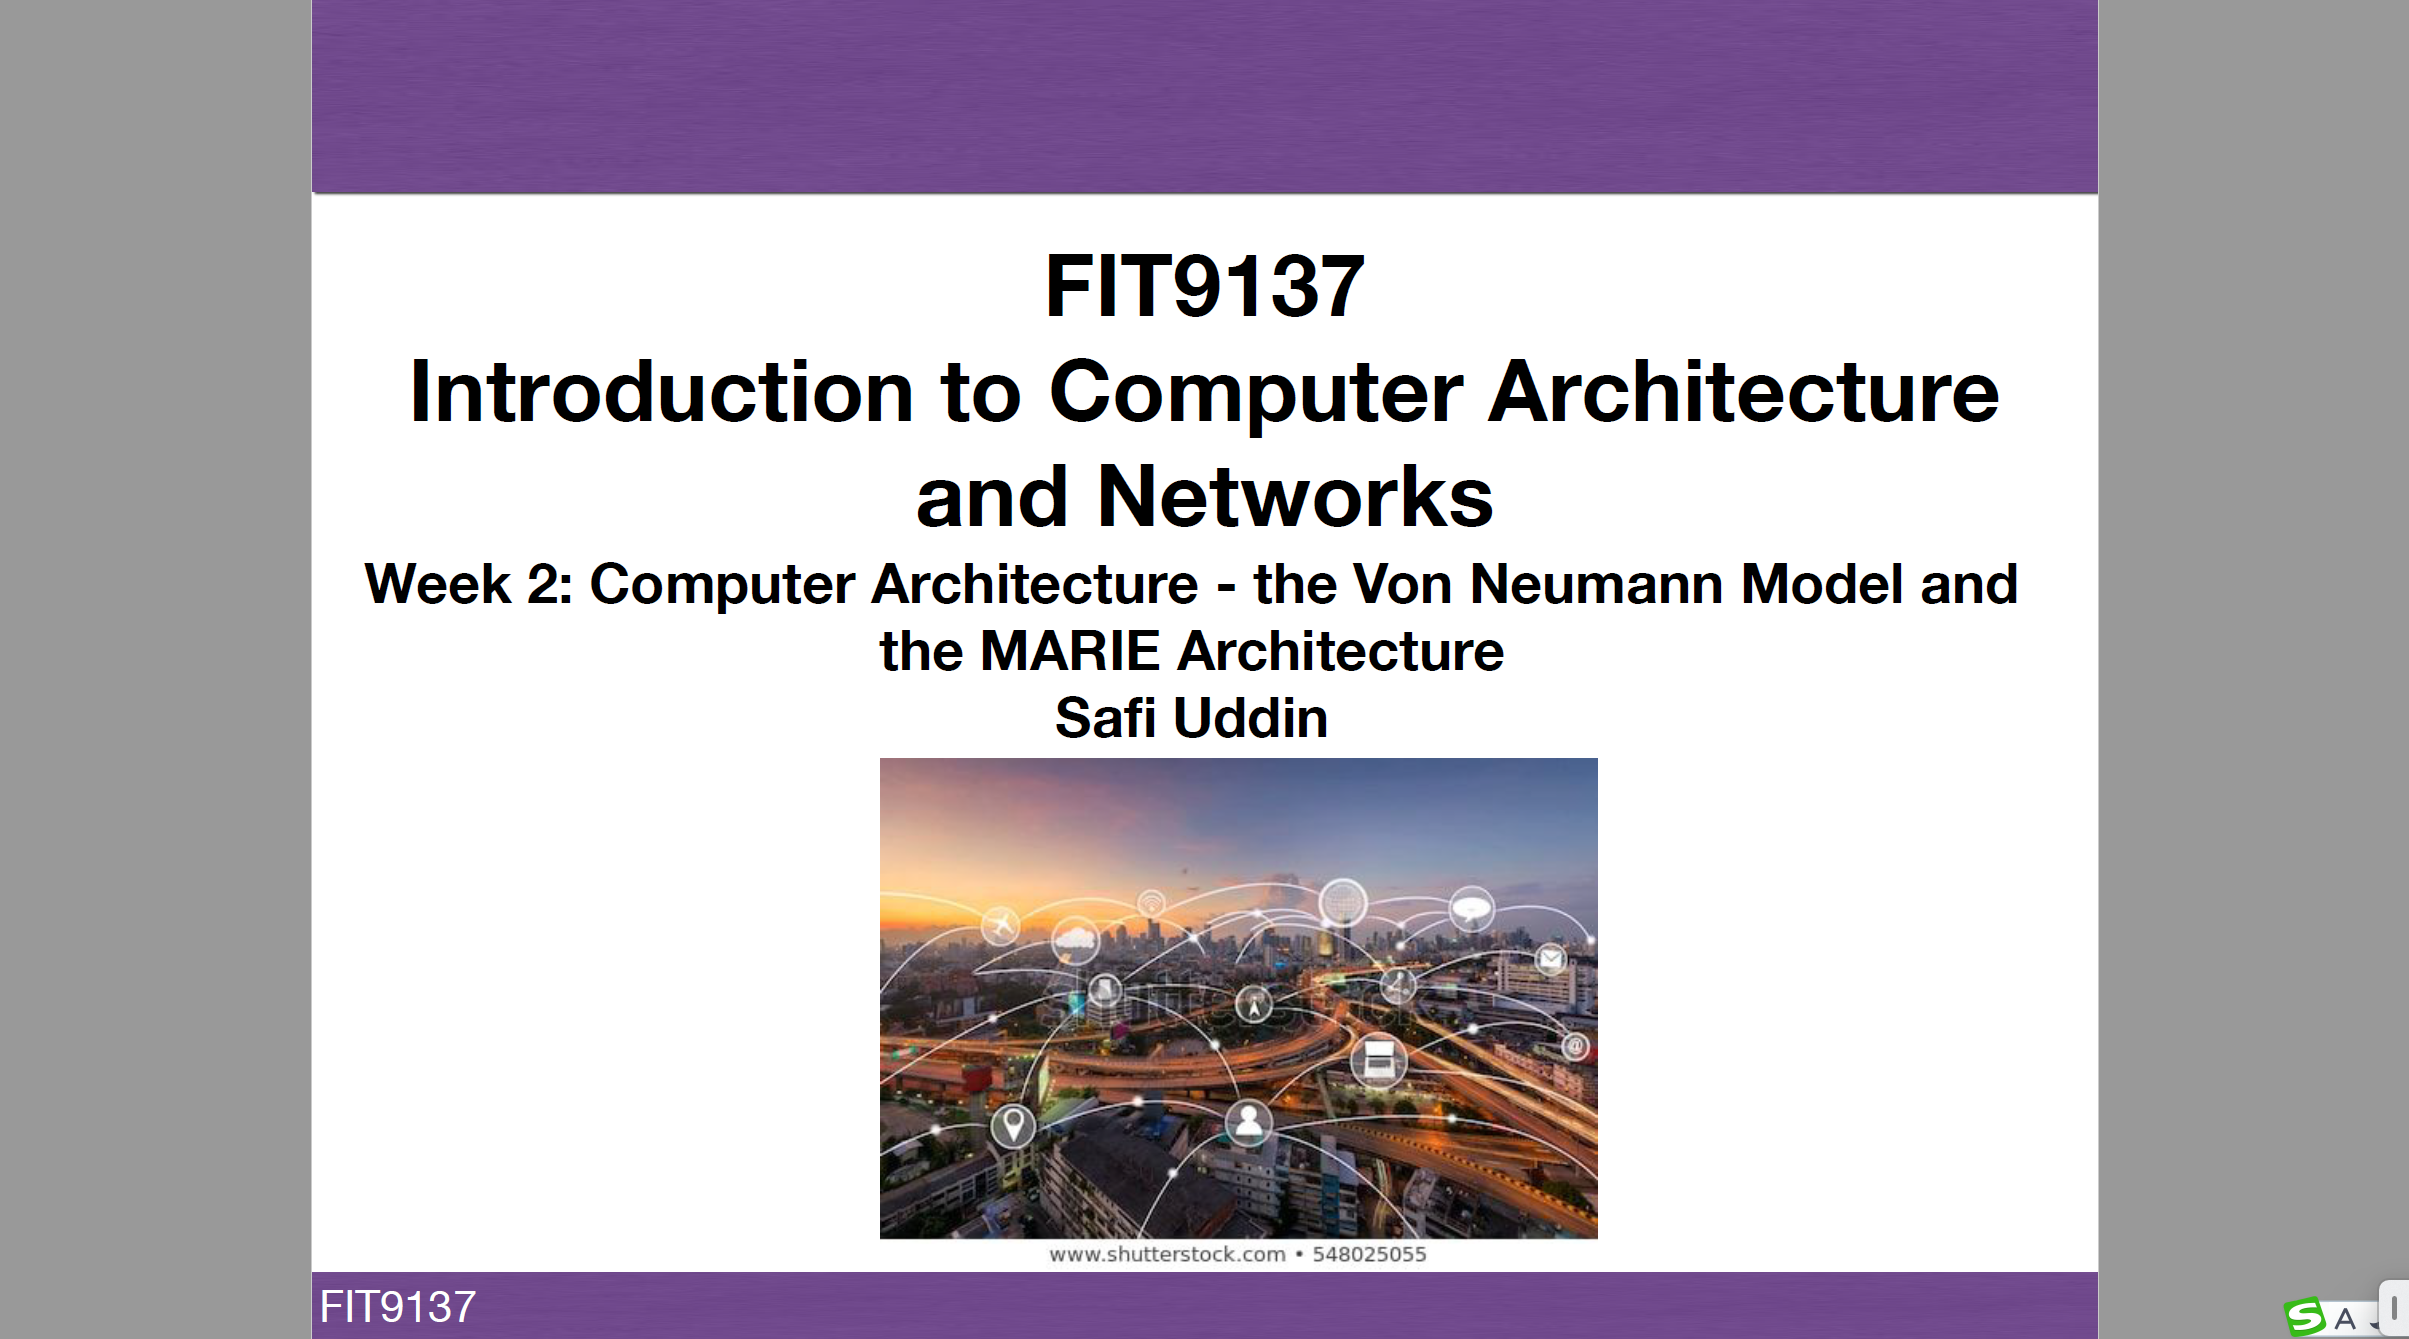 FIT9137
Introduction to Computer Architecture
and Networks
Week 2: Computer Architecture - the Von Neumann Model and
the MARIE Architecture
Safi Uddin
shutterstock
@
www.shutterstock.com • 548025055
FIT9137
S A